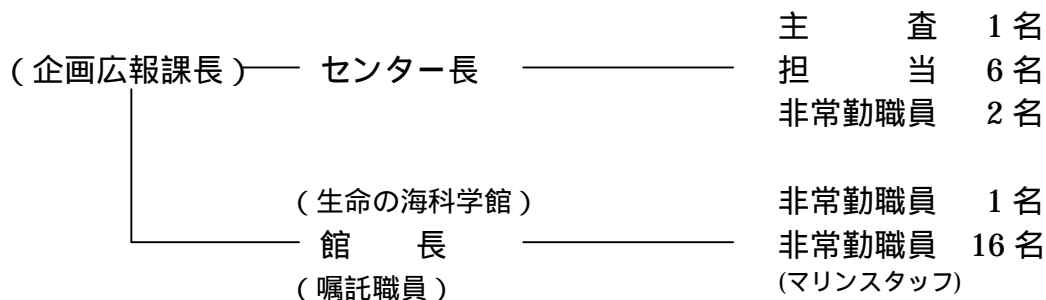 主　　査　1名
（企画広報課長）　センター長　担　　当　6名
非常勤職員　2名
（生命の海科学館）　非常勤職員　1名
館　　長　非常勤職員　16名
（嘱託職員）　(マリンスタッフ)